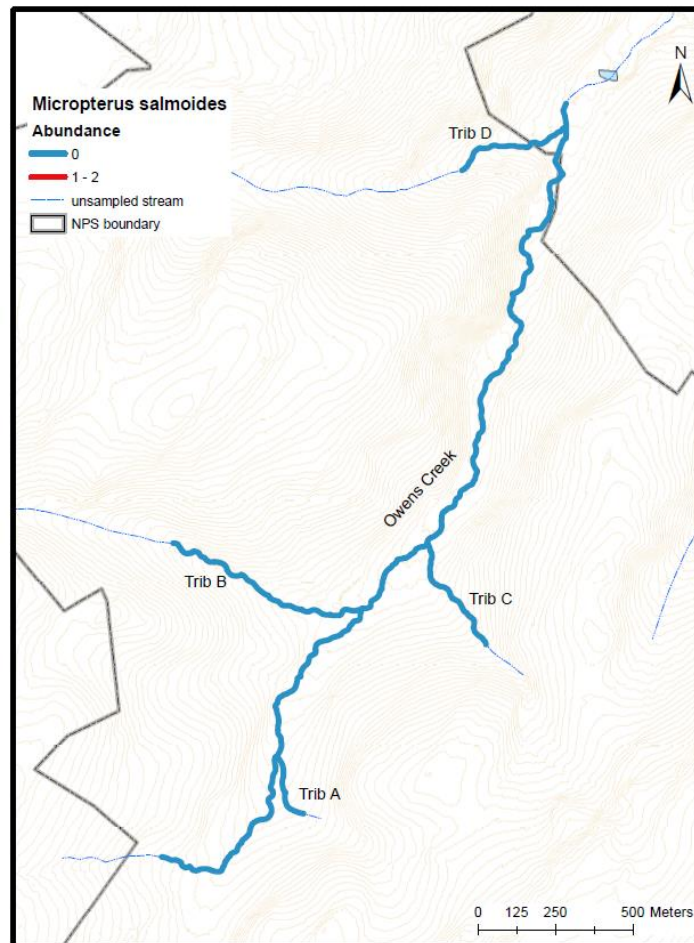 N
Micropterus salmoides
Abundance
0
1 - 2
unsampled stream
NPS boundary
Trib D
Owens Creek
Trib B
Trib C
Trib A
0 125 250 500 Meters